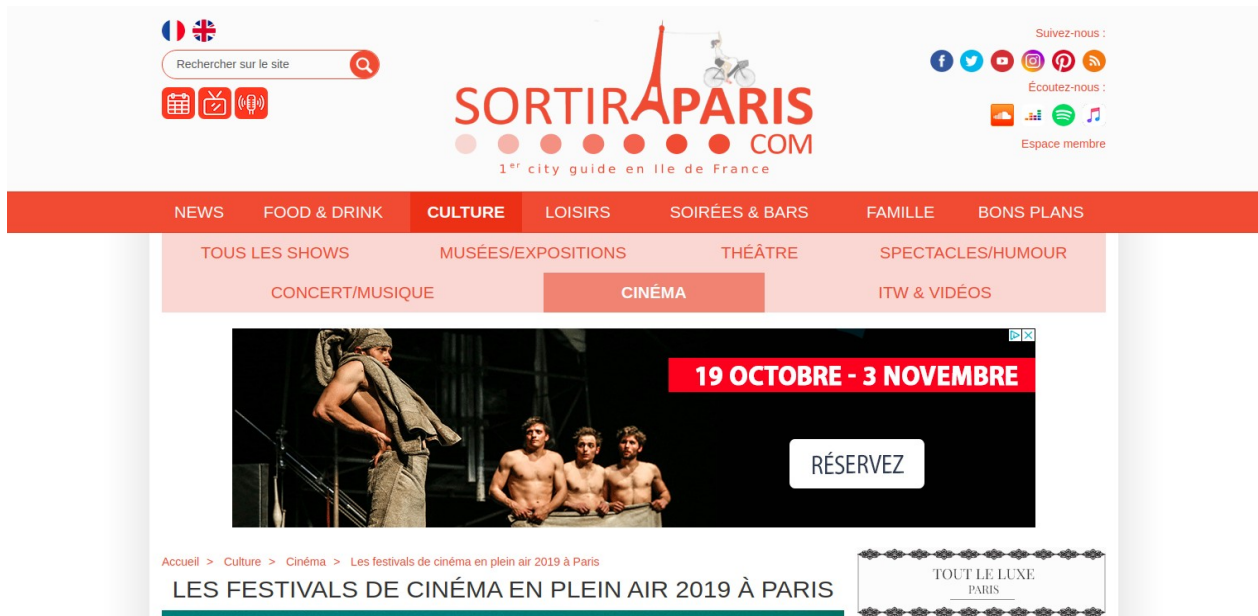 Rechercher sur le site
SORTIRAPARIS
COM
1er city guide en Ile de France
Suivez-nous :
Écoutez-nous :
Espace membre
NEWS FOOD & DRINK CULTURE LOISIRS SOIRÉES & BARS FAMILLE BONS PLANS
TOUS LES SHOWS MUSÉES/EXPOSITIONS THÉÂTRE SPECTACLES/HUMOUR
CONCERT/MUSIQUE CINÉMA ITW & VIDÉOS
19 OCTOBRE - 3 NOVEMBRE
RÉSERVEZ
Accueil > Culture > Cinéma > Les festivals de cinéma en plein air 2019 à Paris
LES FESTIVALS DE CINÉMA EN PLEIN AIR 2019 À PARIS
TOUT LE LUXE
PARIS